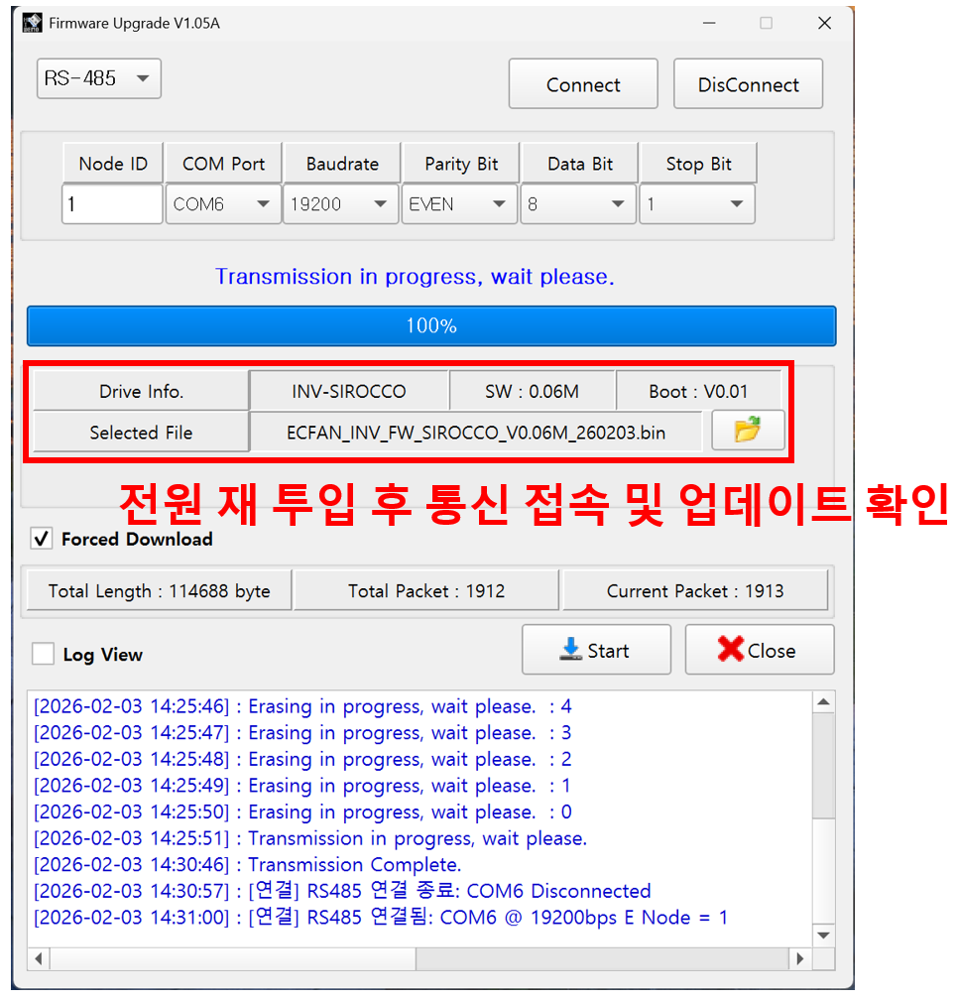 Firmware Upgrade V1.05A
RS-485
Connect
DisConnect
Node ID
COM Port
Baudrate
Parity Bit
Data Bit
Stop Bit
1
COM6
19200
EVEN
8
1
Transmission in progress, wait please.
100%
Drive Info.
INV-SIROCCO
SW : 0.06M
Boot : V0.01
Selected File
ECFAN_INV_FW_SIROCCO_V0.06M_260203.bin
전원 재 투입 후 통신 접속 및 업데이트 확인
Forced Download
Total Length : 114688 byte
Total Packet : 1912
Current Packet : 1913
Log View
Start
Close
[2026-02-03 14:25:46] : Erasing in progress, wait please.  : 4
[2026-02-03 14:25:47] : Erasing in progress, wait please.  : 3
[2026-02-03 14:25:48] : Erasing in progress, wait please.  : 2
[2026-02-03 14:25:49] : Erasing in progress, wait please.  : 1
[2026-02-03 14:25:50] : Erasing in progress, wait please.  : 0
[2026-02-03 14:25:51] : Transmission in progress, wait please.
[2026-02-03 14:30:46] : Transmission Complete.
[2026-02-03 14:30:57] : [연결] RS485 연결 종료: COM6 Disconnected
[2026-02-03 14:31:00] : [연결] RS485 연결됨: COM6 @ 19200bps E Node = 1